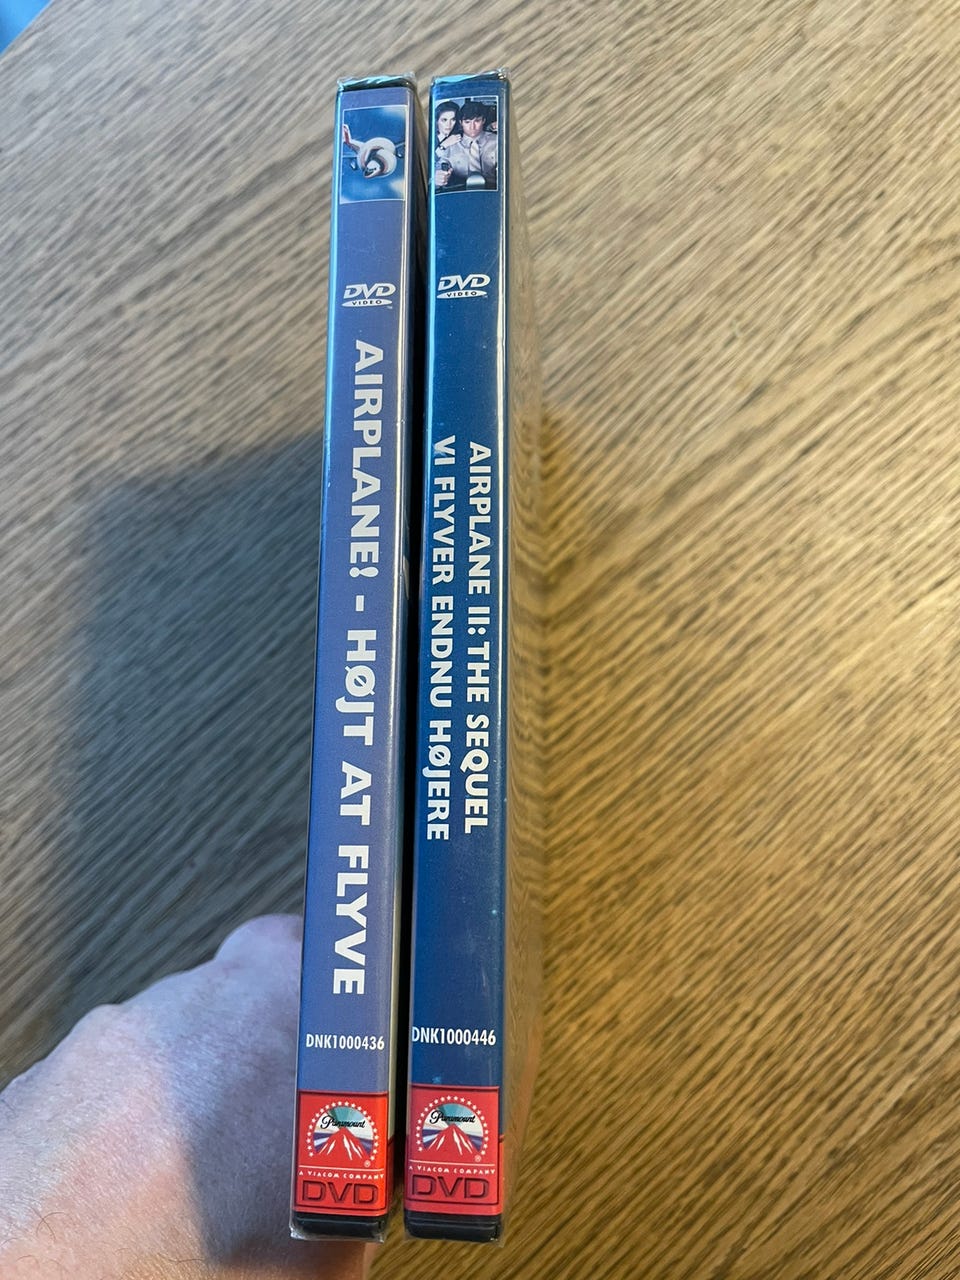 DVD
VIDEO
AIRPLANE! - HØJT AT FLYVE
DNK1000436
Paramount
A VIACOM COMPANY
DVD
DVD
VIDEO
AIRPLANE II: THE SEQUEL
VI FLYVER ENDNU HØJERE
DNK1000446
Paramount
A VIACOM COMPANY
DVD